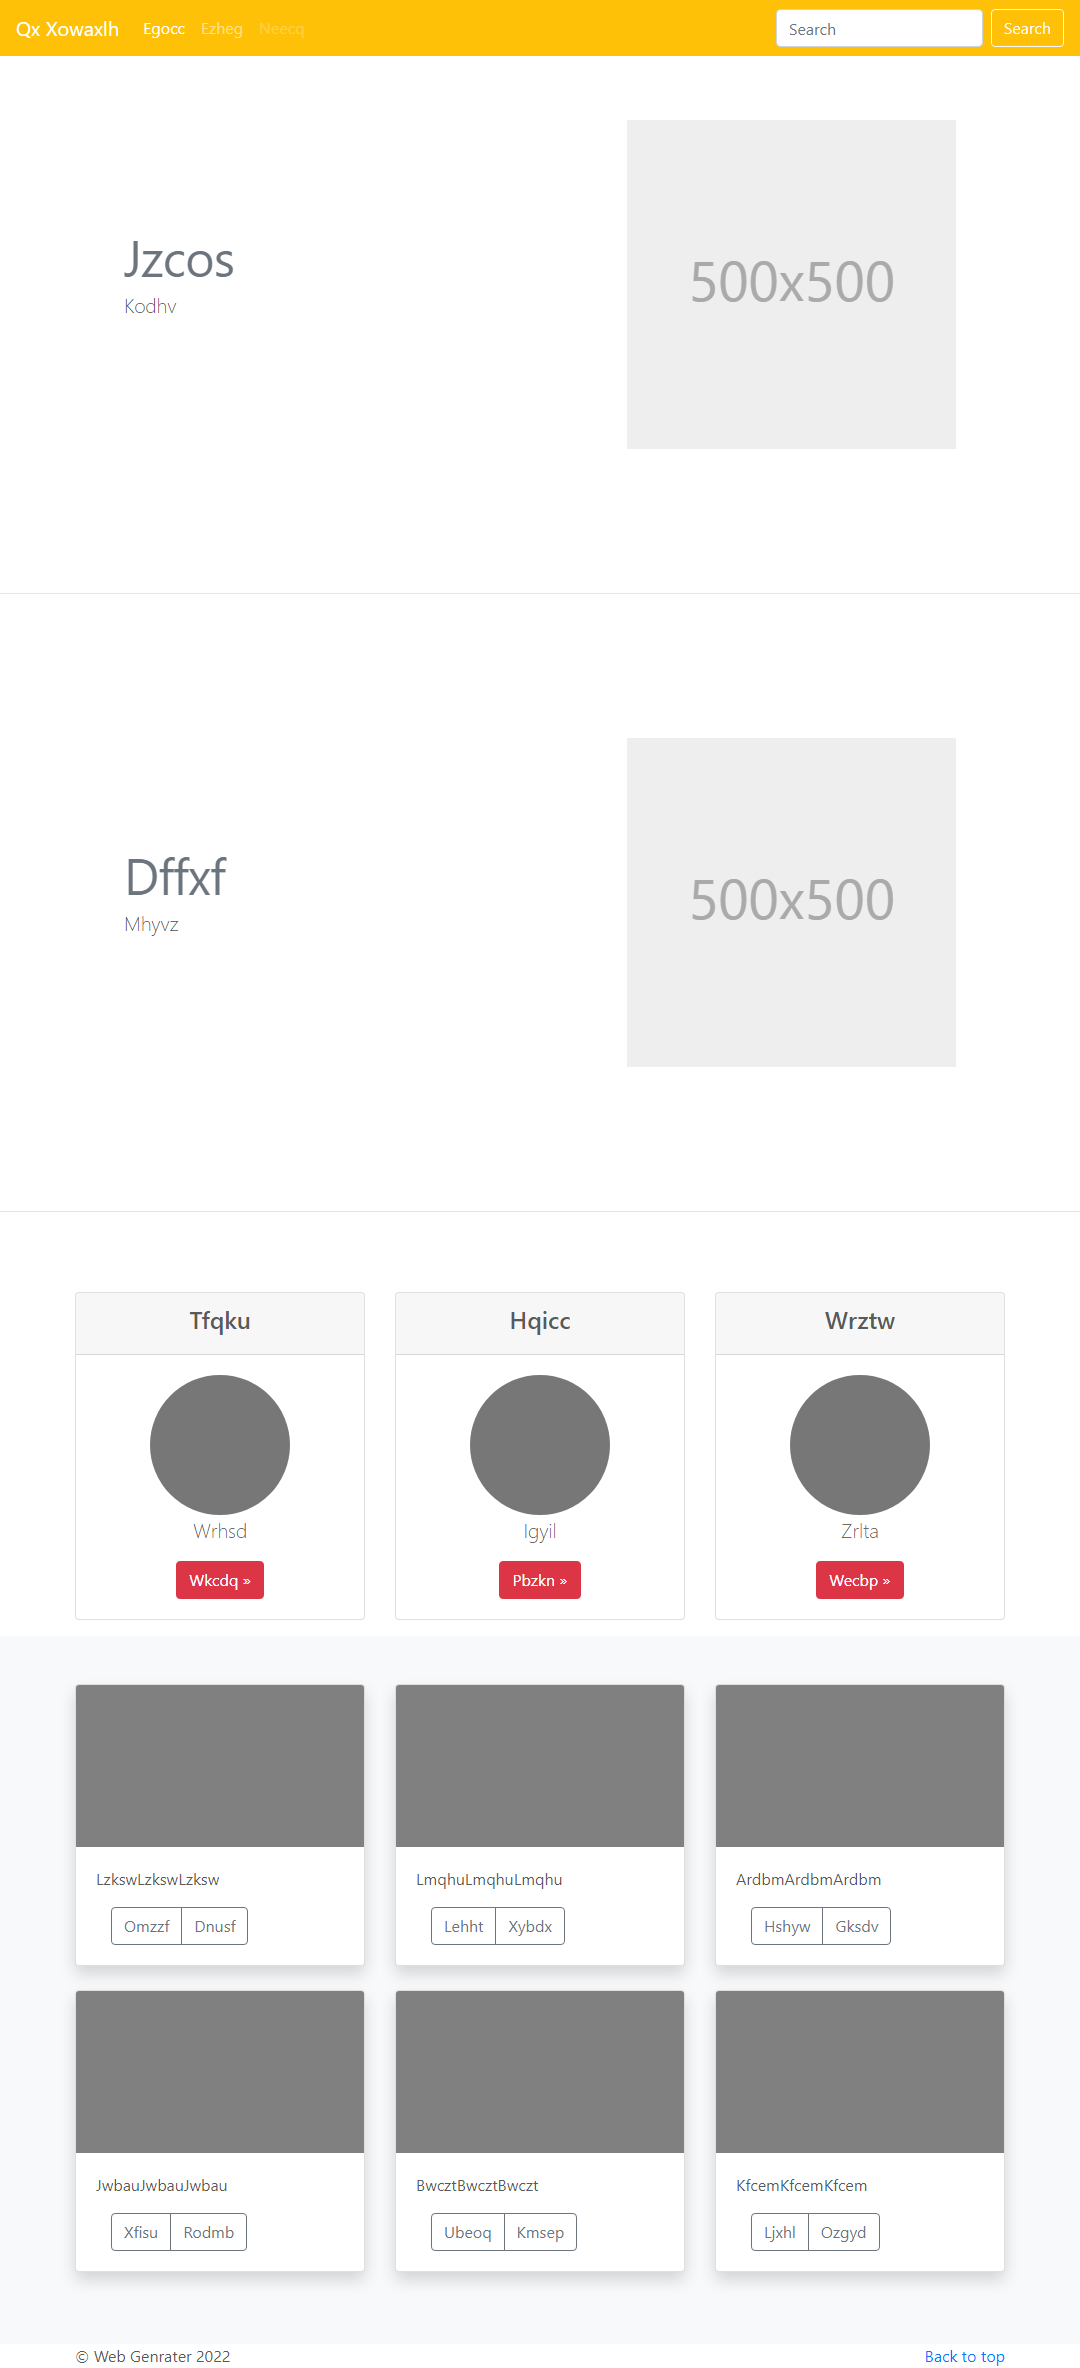 Qx Xowaxlh Egocc Ezheg Neecq Search Search
Jzcos
Kodhv
500x500
Dffxf
Mhyvz
500x500
Tfqku
Wrhsd
Wkcdq »
Hqicc
Igyil
Pbzkn »
Wrztw
Zrlta
Wecbp »
LzkswLzkswLzksw
Omzzf Dnusf
LmqhuLmqhuLmqhu
Lehht Xybdx
ArdbmArdbmArdbm
Hshyw Gksdv
JwbauJwbauJwbau
Xfisu Rodmb
BwcztBwcztBwczt
Ubeoq Kmsep
KfcemKfcemKfcem
Ljxhl Ozgyd
© Web Genrater 2022 Back to top